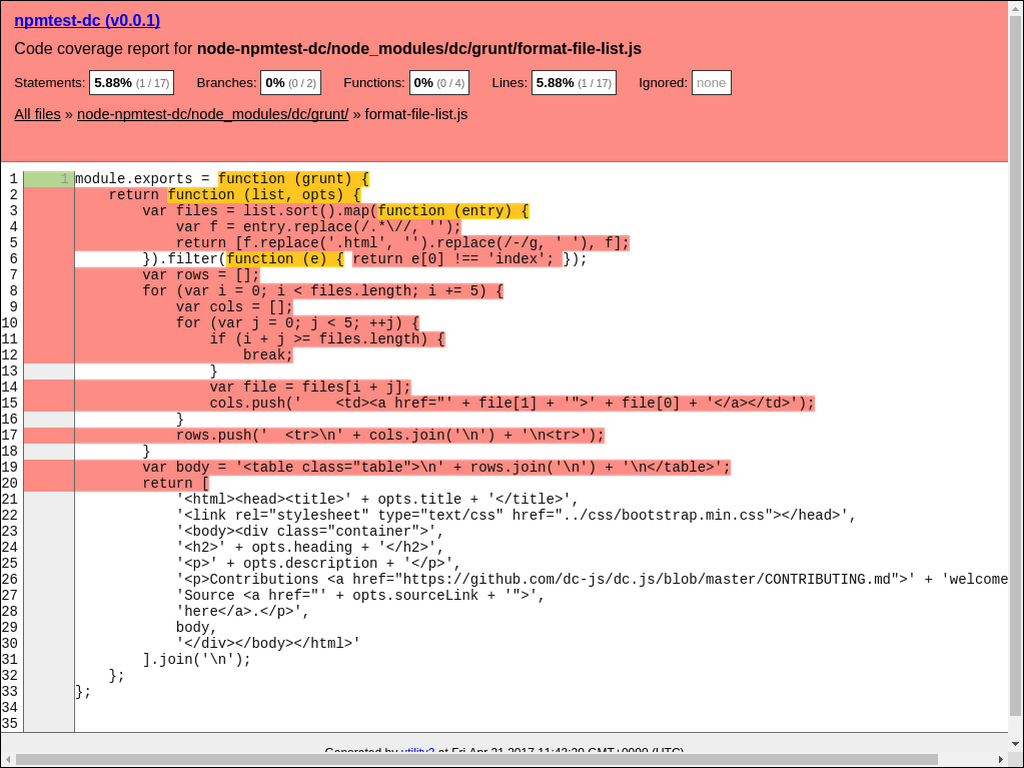 npmtest-dc (v0.0.1)
Code coverage report for node-npmtest-dc/node_modules/dc/grunt/format-file-list.js
Statements: 5.88% (1 / 17) Branches: 0% (0 / 2) Functions: 0% (0 / 4) Lines: 5.88% (1 / 17) Ignored: none
All files » node-npmtest-dc/node_modules/dc/grunt/ » format-file-list.js
1 1 module.exports = function (grunt) {
2 return function (list, opts) {
3 var files = list.sort().map(function (entry) {
4 var f = entry.replace(/.*\//, '');
5 return [f.replace('.html', '').replace(/-/g, ' '), f];
6 }).filter(function (e) { return e[0] !== 'index'; });
7 var rows = [];
8 for (var i = 0; i < files.length; i += 5) {
9 var cols = [];
10 for (var j = 0; j < 5; ++j) {
11 if (i + j >= files.length) {
12 break;
13 }
14 var file = files[i + j];
15 cols.push('    <td><a href="' + file[1] + '">' + file[0] + '</a></td>');
16 }
17 rows.push('  <tr>\n' + cols.join('\n') + '\n<tr>');
18 }
19 var body = '<table class="table">\n' + rows.join('\n') + '\n</table>';
20 return [
21 '<html><head><title>' + opts.title + '</title>',
22 '<link rel="stylesheet" type="text/css" href="../css/bootstrap.min.css"></head>',
23 '<body><div class="container">',
24 '<h2>' + opts.heading + '</h2>',
25 '<p>' + opts.description + '</p>',
26 '<p>Contributions <a href="https://github.com/dc-js/dc.js/blob/master/CONTRIBUTING.md">' + 'welcome
27 'Source <a href="' + opts.sourceLink + '">',
28 'here</a>.</p>',
29 body,
30 '</div></body></html>'
31 ].join('\n');
32 };
33 };
34
35
Generated by utility2 at Fri Apr 21 2017 11:43:20 GMT+0000 (UTC)